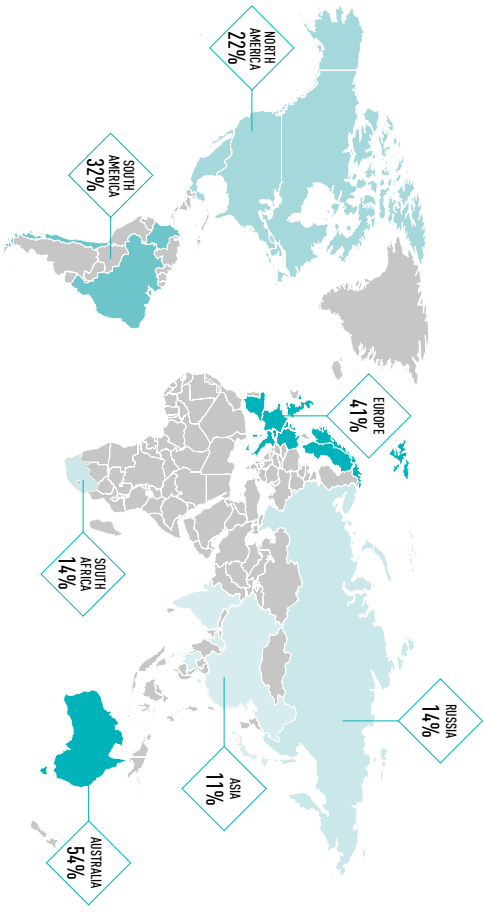 NORTH
AMERICA
22%
SOUTH
AMERICA
32%
EUROPE
41%
SOUTH
AFRICA
14%
RUSSIA
14%
ASIA
11%
AUSTRALIA
54%